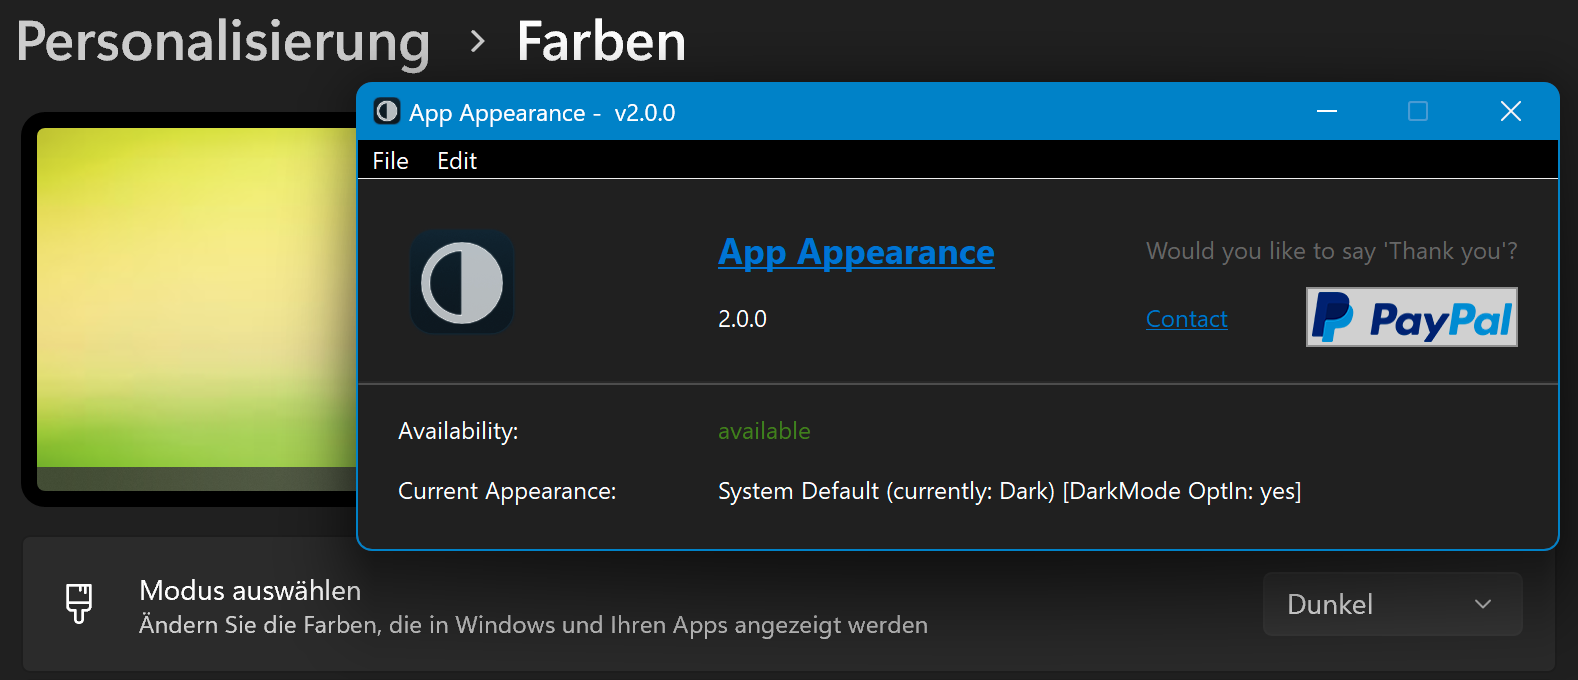 Personalisierung > Farben
App Appearance - v2.0.0
File Edit
App Appearance
Would you like to say 'Thank you'?
2.0.0
Contact
PayPal
Availability: available
Current Appearance: System Default (currently: Dark) [DarkMode OptIn: yes]
Modus auswählen
Ändern Sie die Farben, die in Windows und Ihren Apps angezeigt werden
Dunkel